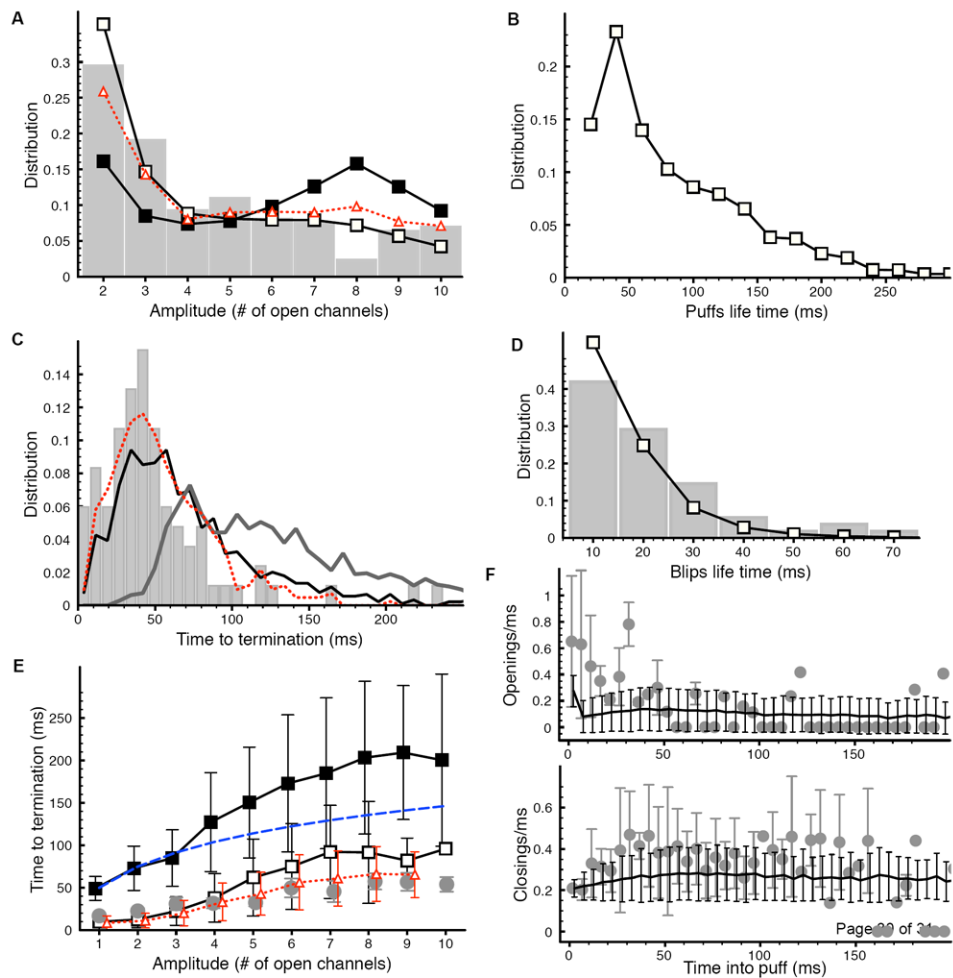 A
Distribution
0.3
0.25
0.2
0.15
0.1
0.05
0
2 3 4 5 6 7 8 9 10
Amplitude (# of open channels)
B
Distribution
0.2
0.15
0.1
0.05
0
0 50 100 150 200 250
Puffs life time (ms)
C
Distribution
0.14
0.12
0.1
0.08
0.06
0.04
0.02
0
0 50 100 150 200
Time to termination (ms)
D
Distribution
0.4
0.3
0.2
0.1
0
10 20 30 40 50 60 70
Blips life time (ms)
E
Time to termination (ms)
250
200
150
100
50
0
1 2 3 4 5 6 7 8 9 10
Amplitude (# of open channels)
F
Openings/ms
1
0.8
0.6
0.4
0.2
0
0 50 100 150
Closings/ms
0.6
0.4
0.2
0
0 50 100 150
Time into puff (ms)
Page of